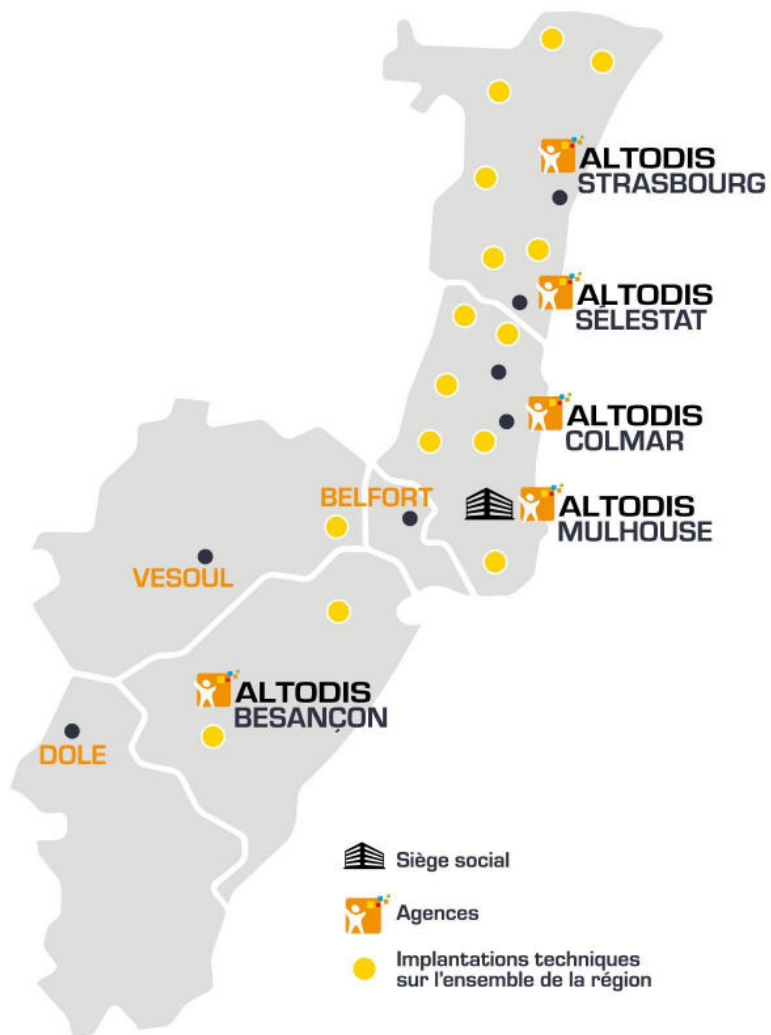 ALTODIS
STRASBOURG
ALTODIS
SÉLESTAT
ALTODIS
COLMAR
BELFORT
ALTODIS
MULHOUSE
VESOUL
ALTODIS
BESANÇON
DOLE
Siège social
Agences
Implantations techniques
sur l'ensemble de la région